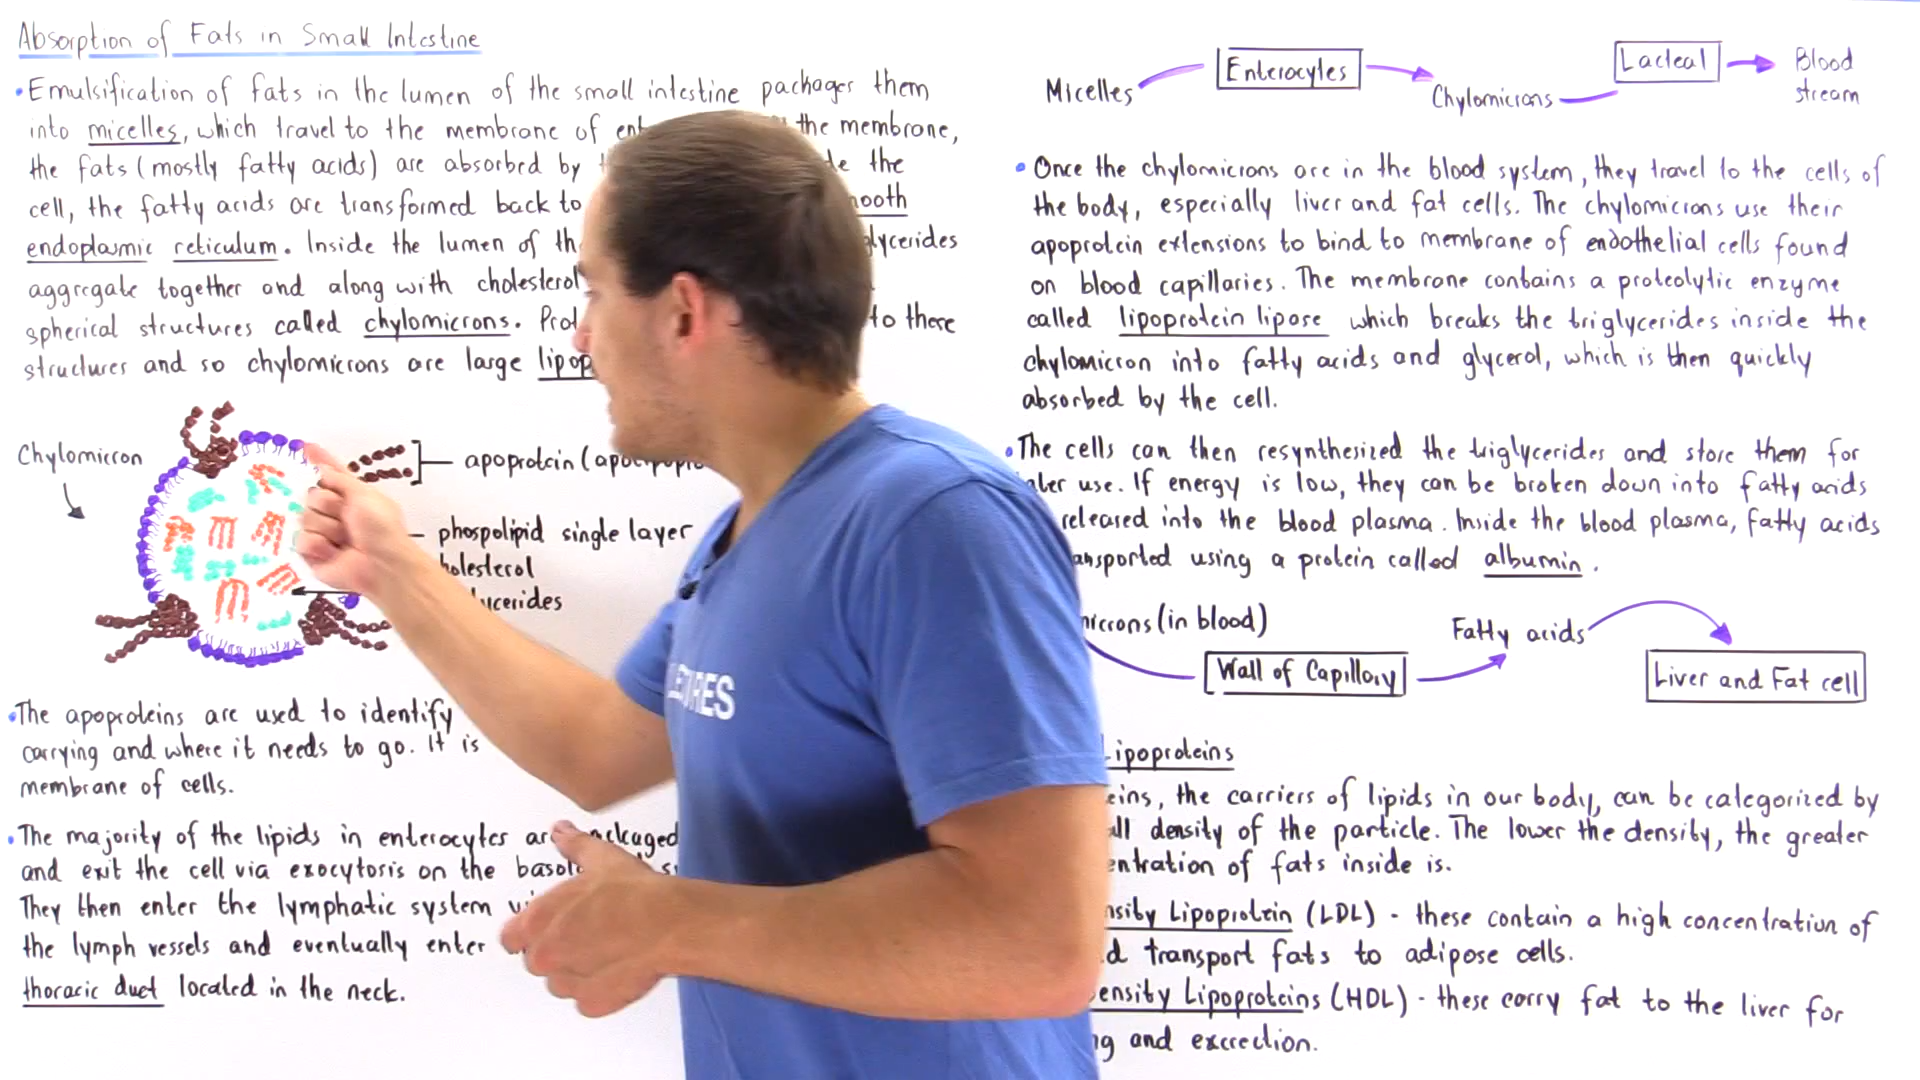 Absorption of Fats in Small Intestine
• Emulsification of fats in the lumen of the small intestine packages them
into micelles, which travel to the membrane of the membrane,
the fats (mostly fatty acids) are absorbed by the
cell, the fatty acids are transformed back to
endoplasmic reticulum. Inside the lumen of
aggregate together and along with cholesterol
spherical structures called chylomicrons. to there
structures and so chylomicrons are large
Chylomicron
apoprotein (
phospolipid single layer
• The apoproteins are used to identify
carrying and where it needs to go. It is
membrane of cells.
• The majority of the lipids in enterocytes are
and exit the cell via exocytosis on the
They then enter the lymphatic system
the lymph vessels and eventually enter
thoracic duct located in the neck.
Micelles Enterocytes Chylomicrons Lacteal Blood stream
• Once the chylomicrons are in the blood system, they travel to the cells of
the body, especially liver and fat cells. The chylomicrons use their
apoprotein extensions to bind to membrane of endothelial cells found
on blood capillaries. The membrane contains a proteolytic enzyme
called lipoprotein lipase which breaks the triglycerides inside the
chylomicron into fatty acids and glycerol, which is then quickly
absorbed by the cell.
• The cells can then resynthesized the triglycerides and store them for
use. If energy is low, they can be broken down into fatty acids
released into the blood plasma. Inside the blood plasma, fatty acids
using a protein called albumin.
(in blood) Wall of Capillary Fatty acids Liver and Fat cell
Lipoproteins
the carriers of lipids in our body, can be categorized by
density of the particle. The lower the density, the greater
of fats inside is.
Lipoprotein (LDL) - these contain a high concentration of
transport fats to adipose cells.
Lipoproteins (HDL) - these carry fat to the liver for
and excretion.